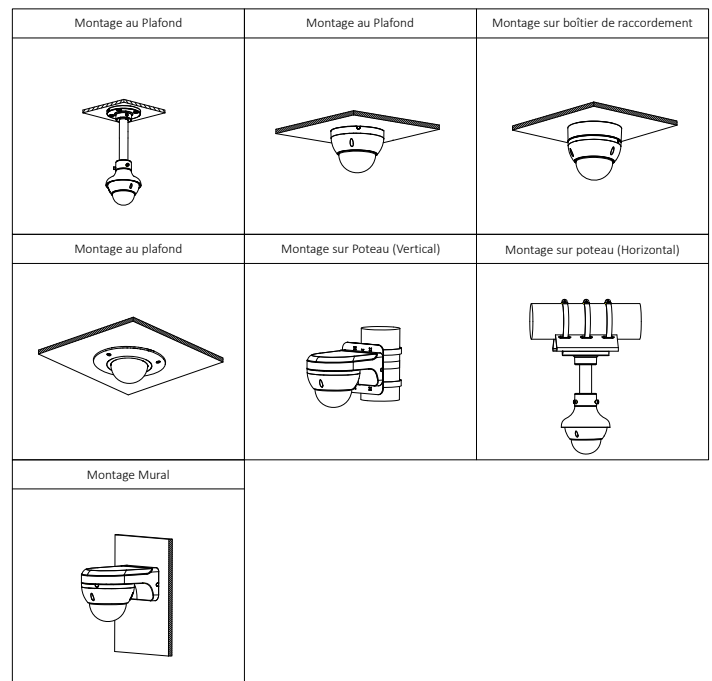 Montage au Plafond
Montage au Plafond
Montage sur boîtier de raccordement
Montage au plafond
Montage sur Poteau (Vertical)
Montage sur poteau (Horizontal)
Montage Mural